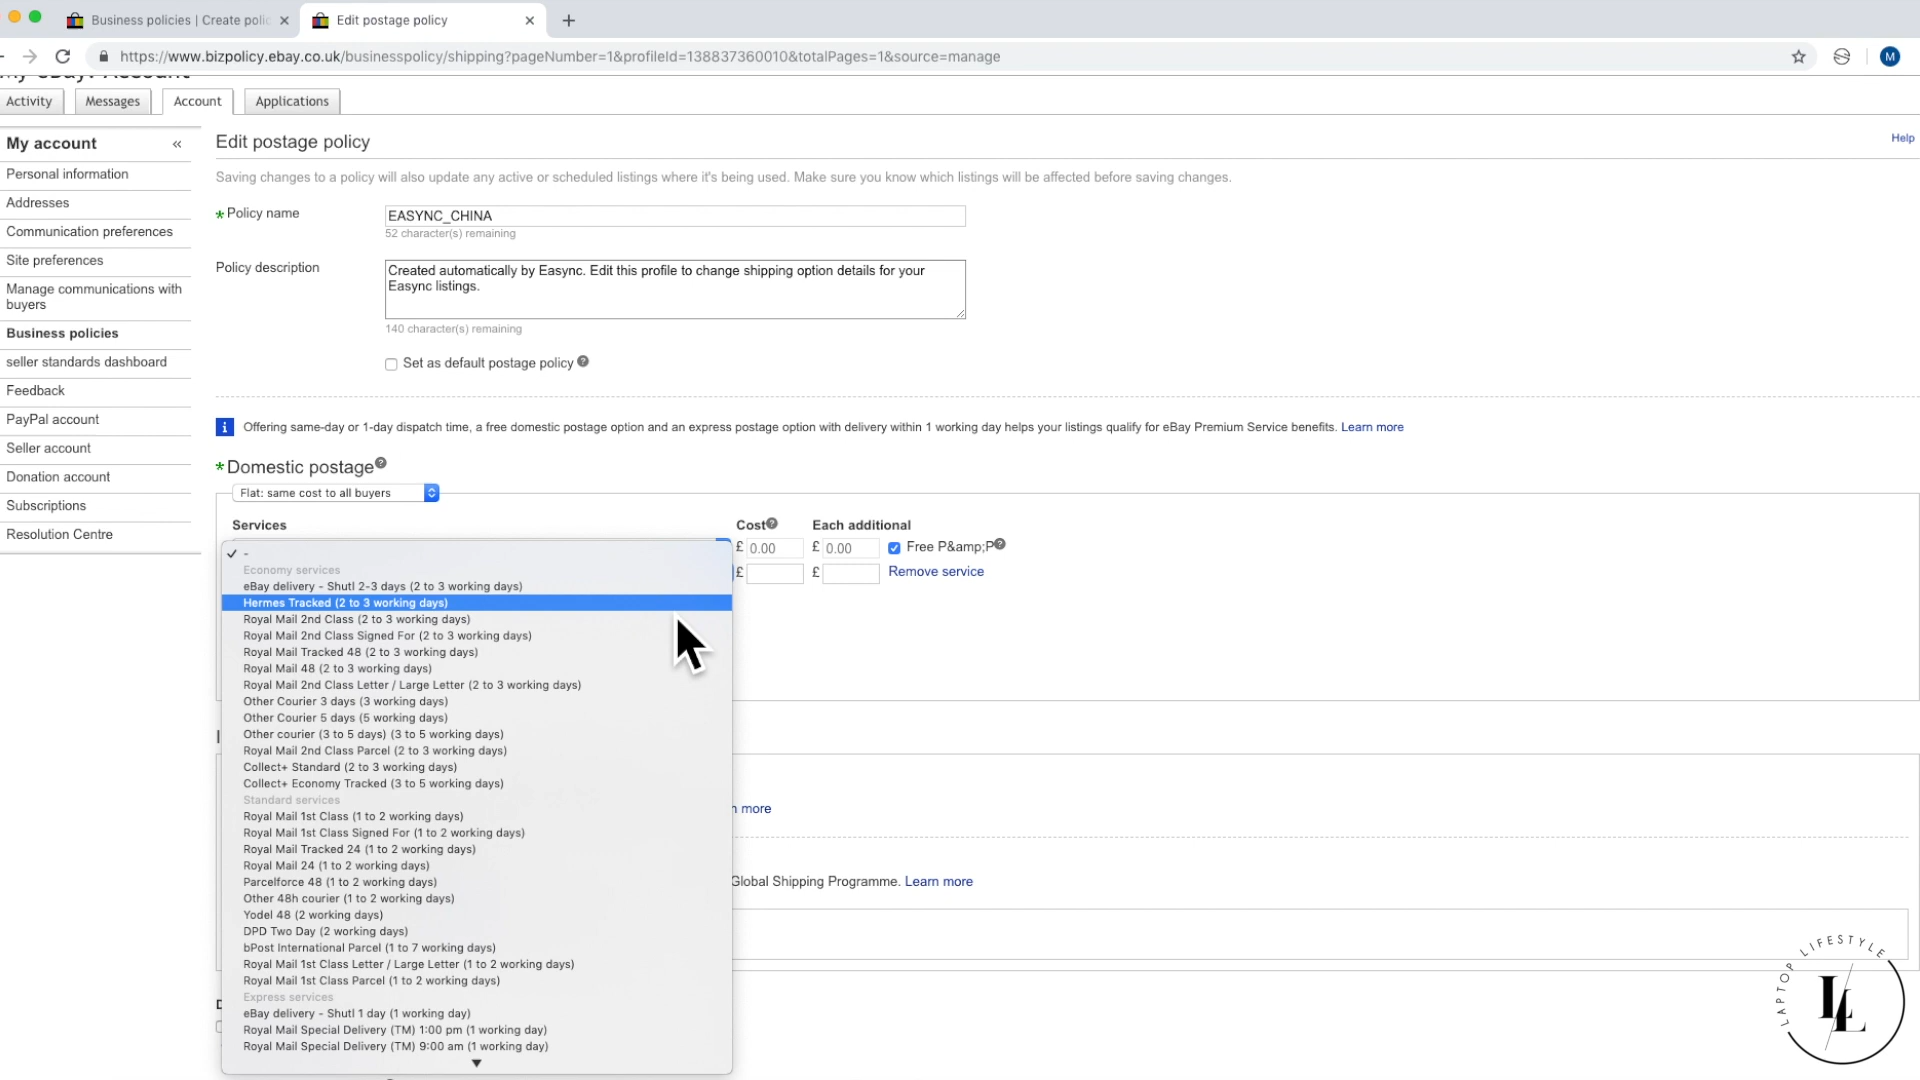 Business policies | Create polic
Edit postage policy
https://www.bizpolicy.ebay.co.uk/businesspolicy/shipping?pageNumber=1&profileId=138837360010&totalPages=1&source=manage
M
My eBay: Account
Activity
Messages
Account
Applications
My account
«
Personal information
Addresses
Communication preferences
Site preferences
Manage communications with
buyers
Business policies
seller standards dashboard
Feedback
PayPal account
Seller account
Donation account
Subscriptions
Resolution Centre
Edit postage policy
Help
Saving changes to a policy will also update any active or scheduled listings where it's being used. Make sure you know which listings will be affected before saving changes.
* Policy name
EASYNC_CHINA
52 character(s) remaining
Policy description
Created automatically by Easync. Edit this profile to change shipping option details for your
Easync listings.
140 character(s) remaining
Set as default postage policy ?
i Offering same-day or 1-day dispatch time, a free domestic postage option and an express postage option with delivery within 1 working day helps your listings qualify for eBay Premium Service benefits. Learn more
* Domestic postage ?
Flat: same cost to all buyers
Services
Cost ?
Each additional
£ 0.00 £ 0.00 Free P&amp;P ?
£ £ Remove service
✓ -
Economy services
eBay delivery - Shutl 2-3 days (2 to 3 working days)
Hermes Tracked (2 to 3 working days)
Royal Mail 2nd Class (2 to 3 working days)
Royal Mail 2nd Class Signed For (2 to 3 working days)
Royal Mail Tracked 48 (2 to 3 working days)
Royal Mail 48 (2 to 3 working days)
Royal Mail 2nd Class Letter / Large Letter (2 to 3 working days)
Other Courier 3 days (3 working days)
Other Courier 5 days (5 working days)
Other courier (3 to 5 days) (3 to 5 working days)
Royal Mail 2nd Class Parcel (2 to 3 working days)
Collect+ Standard (2 to 3 working days)
Collect+ Economy Tracked (3 to 5 working days)
Standard services
Royal Mail 1st Class (1 to 2 working days)
Royal Mail 1st Class Signed For (1 to 2 working days)
Royal Mail Tracked 24 (1 to 2 working days)
Royal Mail 24 (1 to 2 working days)
Parcelforce 48 (1 to 2 working days)
Other 48h courier (1 to 2 working days)
Yodel 48 (2 working days)
DPD Two Day (2 working days)
bPost International Parcel (1 to 7 working days)
Royal Mail 1st Class Letter / Large Letter (1 to 2 working days)
Royal Mail 1st Class Parcel (1 to 2 working days)
Express services
eBay delivery - Shutl 1 day (1 working day)
Royal Mail Special Delivery (TM) 1:00 pm (1 working day)
Royal Mail Special Delivery (TM) 9:00 am (1 working day)
n more
Global Shipping Programme. Learn more
LAPTOP LIFESTYLE
LL